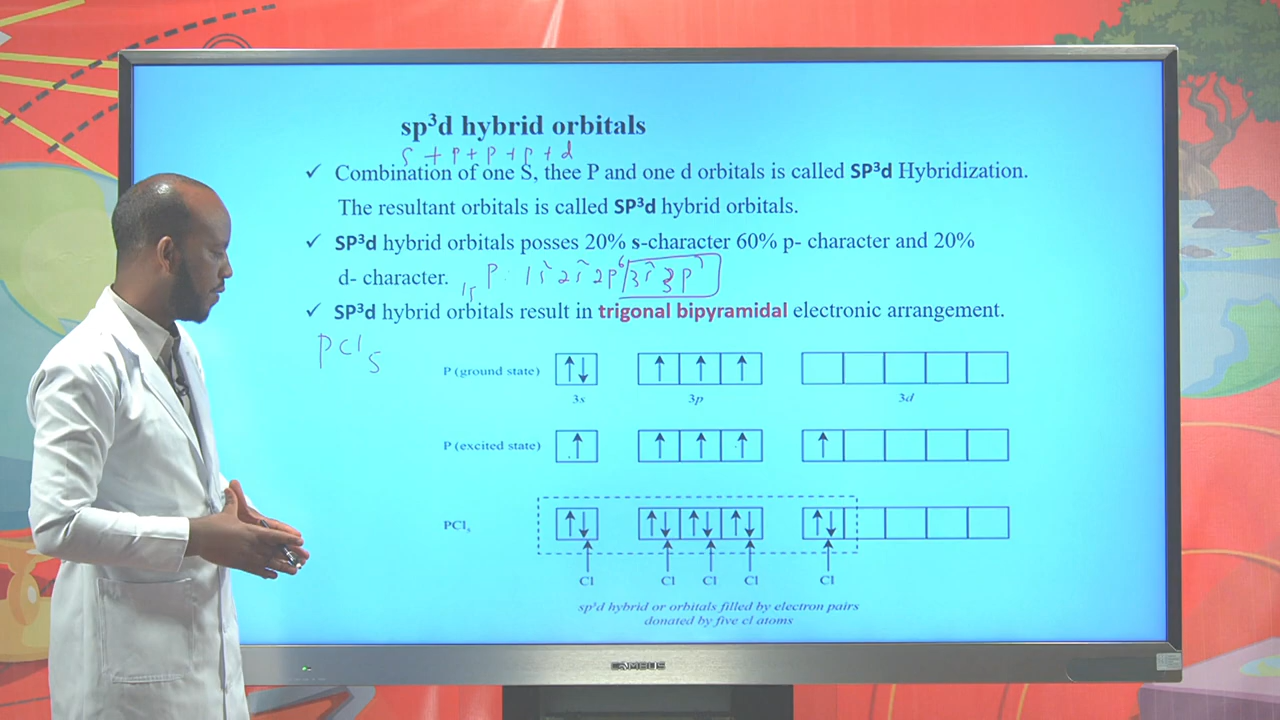 sp³d hybrid orbitals
s + p + p + p + d
✓ Combination of one S, thee P and one d orbitals is called SP³d Hybridization.
The resultant orbitals is called SP³d hybrid orbitals.
✓ SP³d hybrid orbitals posses 20% s-character 60% p- character and 20%
d- character.
₁₅P: 1s² 2s² 2p⁶ 3s² 3p³
✓ SP³d hybrid orbitals result in trigonal bipyramidal electronic arrangement.
PCl₅
P (ground state)
3s 3p 3d
P (excited state)
PCl₅
Cl Cl Cl Cl Cl
sp³d hybrid or orbitals filled by electron pairs
donated by five cl atoms